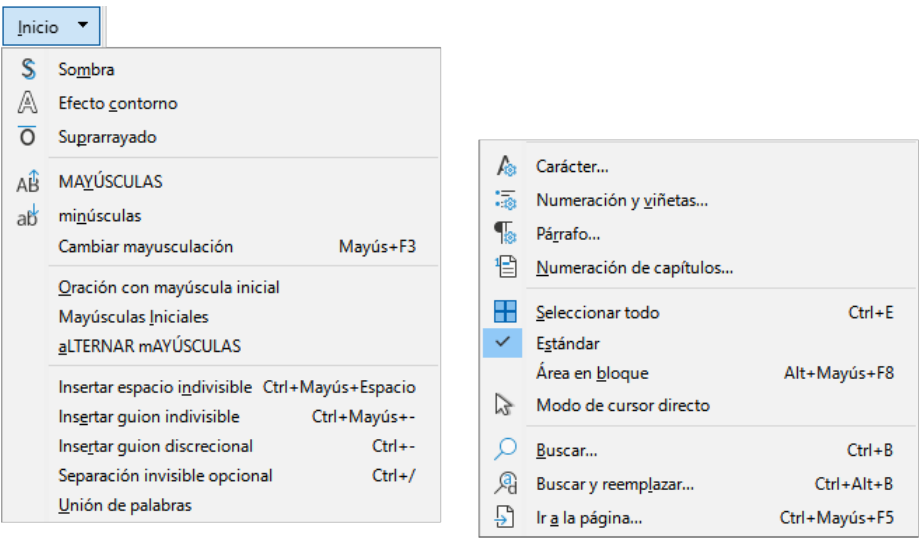 Inicio
Sombra
Efecto contorno
Suprarrayado
MAYÚSCULAS
minúsculas
Cambiar mayusculación Mayús+F3
Oración con mayúscula inicial
Mayúsculas Iniciales
aLTERNAR mAYÚSCULAS
Insertar espacio indivisible Ctrl+Mayús+Espacio
Insertar guion indivisible Ctrl+Mayús+-
Insertar guion discrecional Ctrl+-
Separación invisible opcional Ctrl+/
Unión de palabras
Carácter...
Numeración y viñetas...
Párrafo...
Numeración de capítulos...
Seleccionar todo Ctrl+E
Estándar
Área en bloque Alt+Mayús+F8
Modo de cursor directo
Buscar... Ctrl+B
Buscar y reemplazar... Ctrl+Alt+B
Ir a la página... Ctrl+Mayús+F5